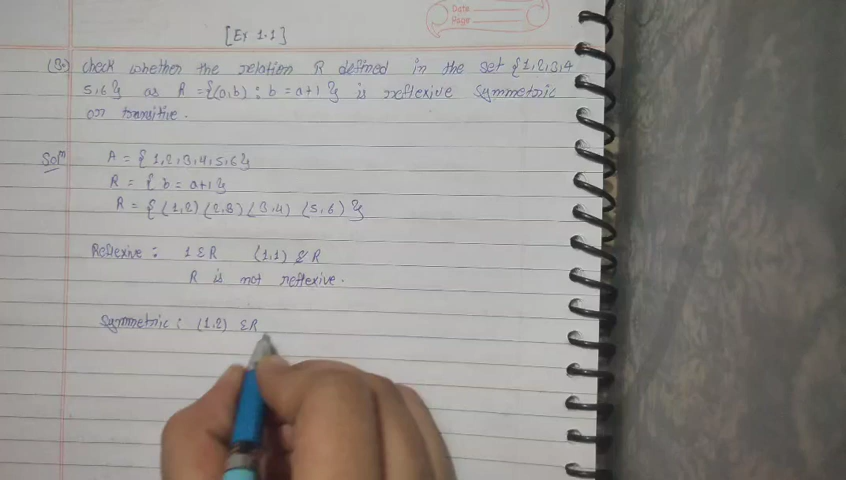 Date
Page
[Ex 1.1]
(Q.) check whether the relation R defined in the set {1,2,3,4
5,6} as R = {(a,b) : b = a+1} is reflexive symmetric
or transitive.
Solⁿ A = {1,2,3,4,5,6}
R = { b = a+1}
R = { (1,2) (2,3) (3,4) (5,6) }
Reflexive : 1 ∈ R (1,1) ∉ R
R is not reflexive.
Symmetric : (1,2) ∈ R